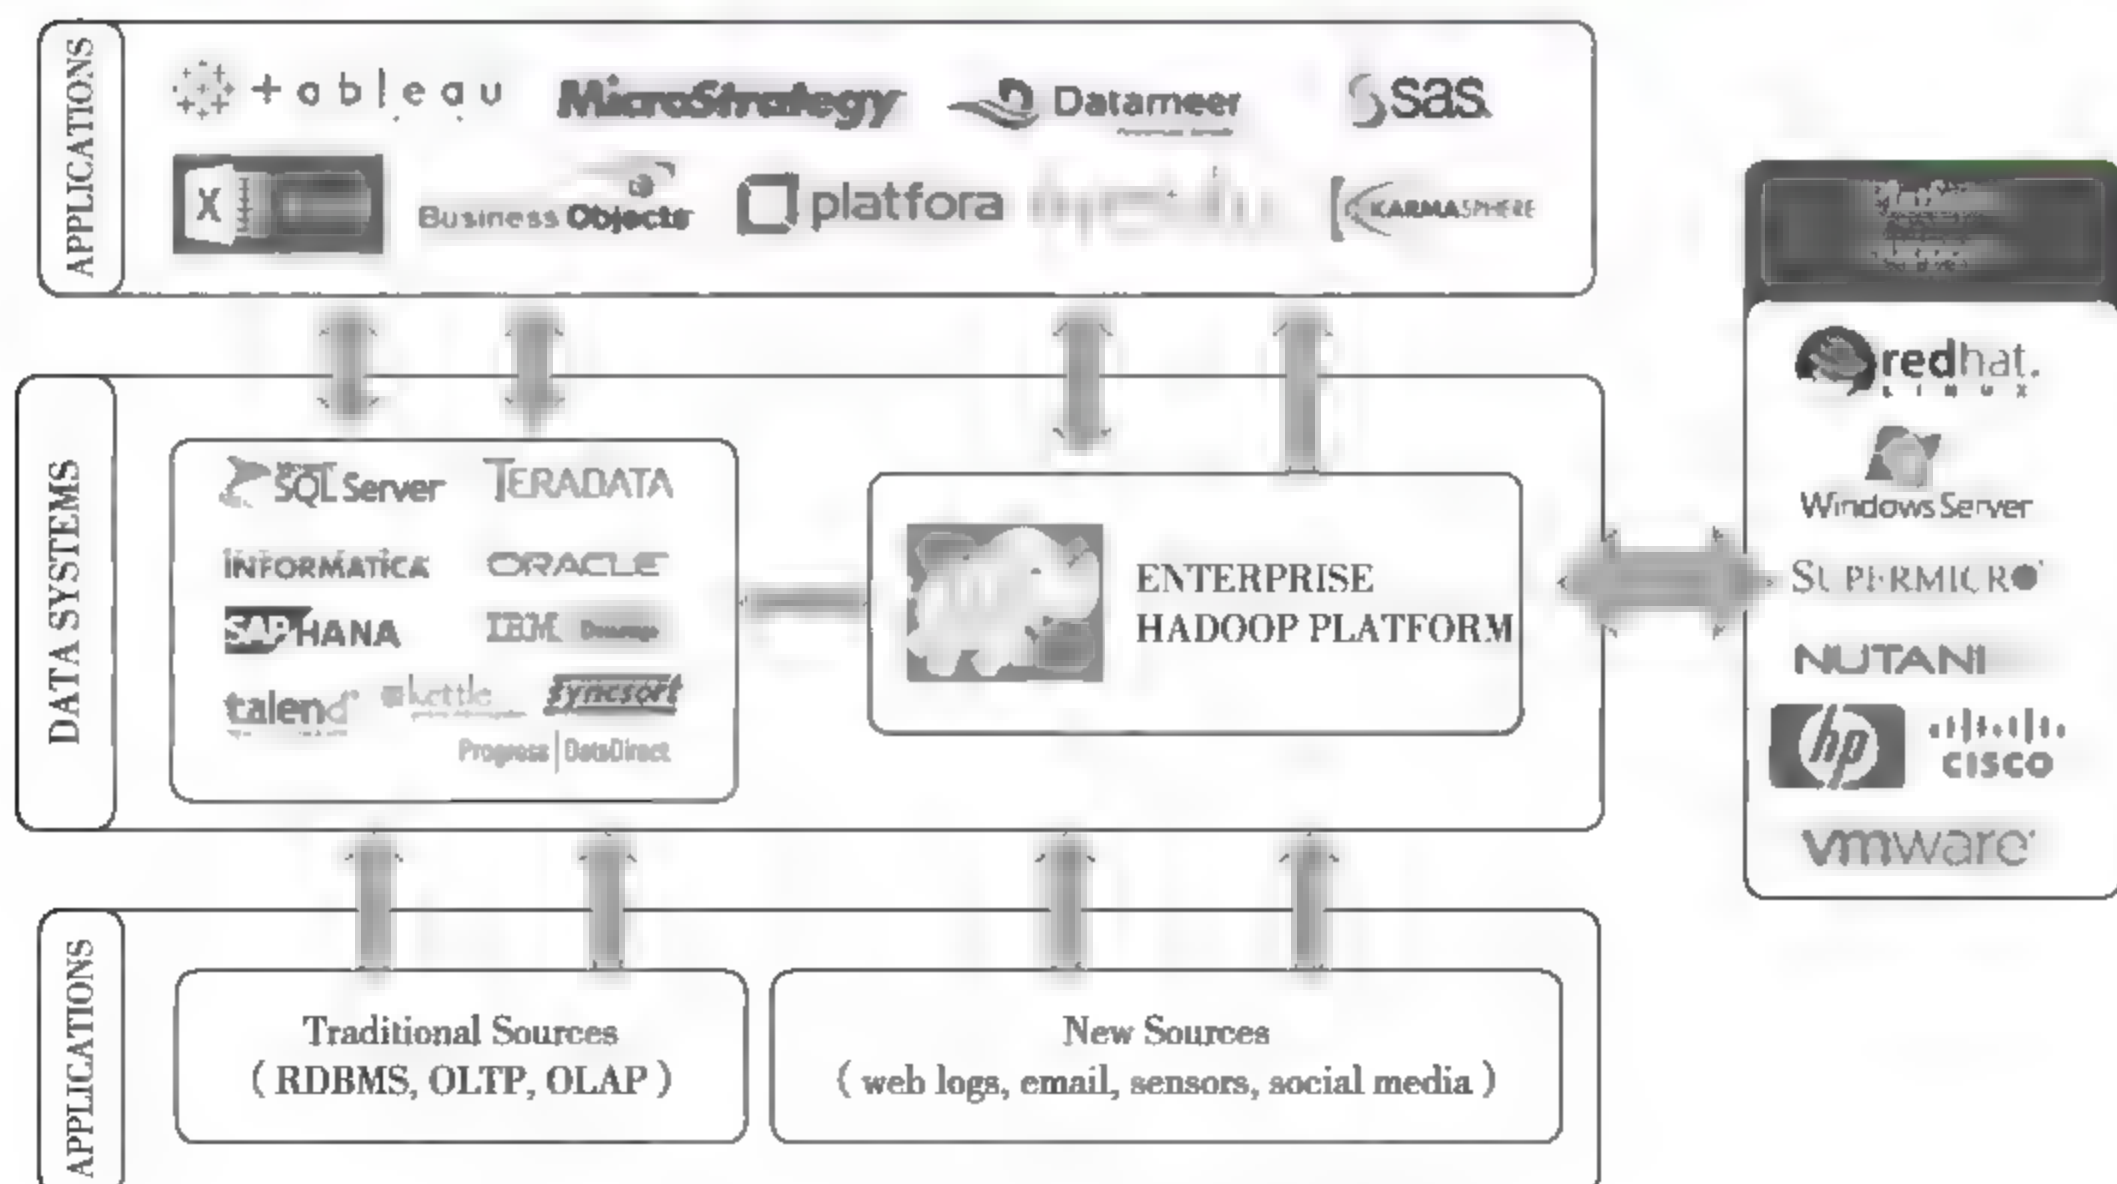 APPLICATIONS
tableau
MicroStrategy
Datameer
sas
X
Business Objects
platfora
KARMASPHERE
DATA SYSTEMS
SQL Server
TERADATA
INFORMATICA
ORACLE
SAP HANA
IBM
talend
kettle
syncsort
Progress | DataDirect
ENTERPRISE
HADOOP PLATFORM
redhat.
LINUX
Windows Server
SUPERMICRO
NUTANI
hp
cisco
vmware
APPLICATIONS
Traditional Sources
( RDBMS, OLTP, OLAP )
New Sources
( web logs, email, sensors, social media )